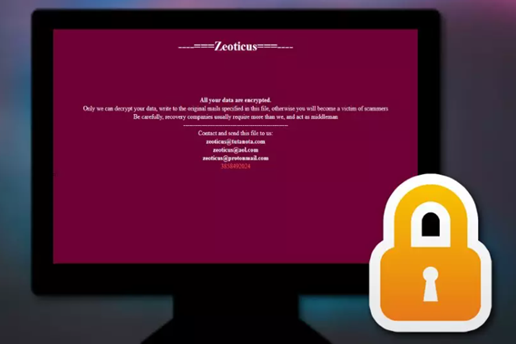 -----------Zeoticus-----------
All your data are encrypted.
Only we can decrypt your data, write to the original mails specified in this file, otherwise you will become a victim of scammers
Be carefully, recovery companies usually require more than we, and act as middleman
Contact and send this file to us:
zeoticus@tutanota.com
zeoticus@aol.com
zeoticus@protonmail.com